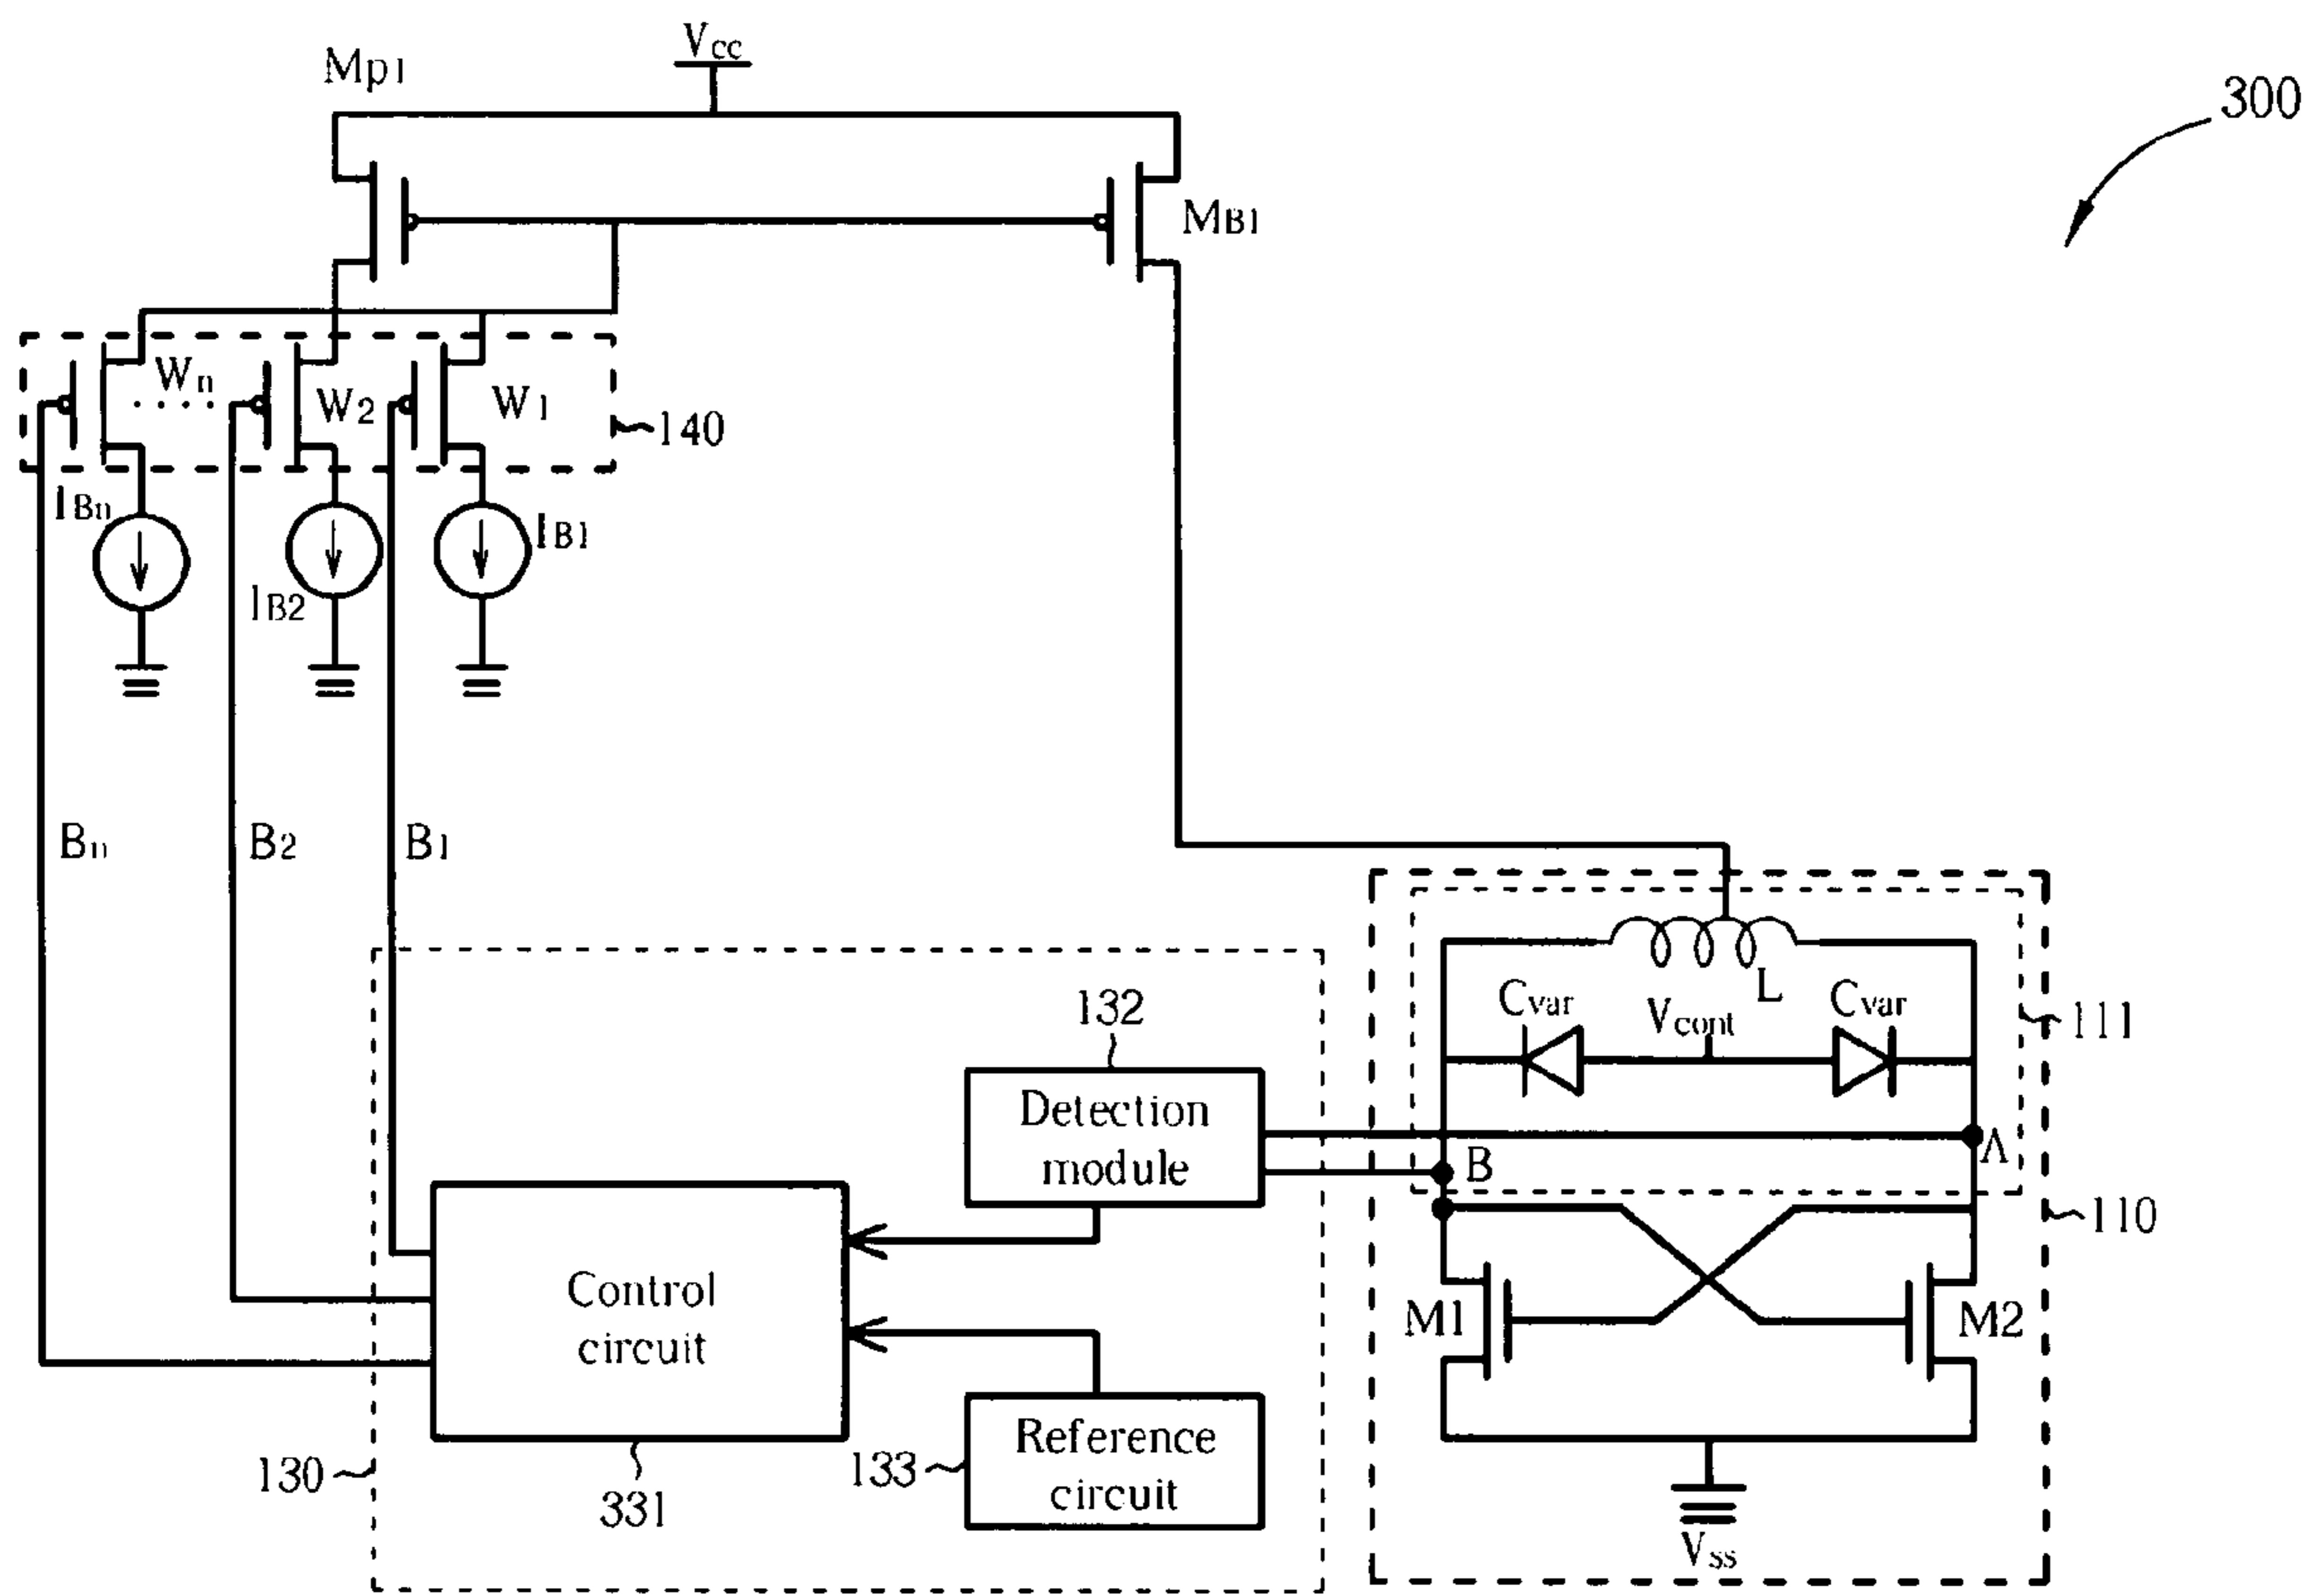 Vcc
Mp1
300
MB1
Wn
W2
W1
140
IBn
IB1
IB2
Bn
B2
B1
132
L
Cvar
Vcont
Cvar
111
Detection
module
B
A
110
Control
circuit
M1
M2
Reference
circuit
130
133
331
Vss